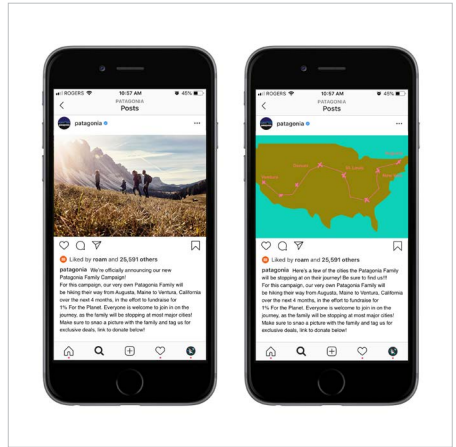 ROGERS 10:57 AM 48%
PATAGONIA
Posts
patagonia
Liked by roam and 25,591 others
patagonia We're officially announcing our new
Patagonia Family Campaign!
For this campaign, our very own Patagonia Family will
be hiking their way from Augusta, Maine to Ventura, California
over the next 4 months, in the effort to fundraise for
1% For the Planet. Everyone is welcome to join in on the
journey, as the family will be stopping at most major cities!
Make sure to snao a picture with the family and tag us for
exclusive deals, link to donate below!
ROGERS 10:57 AM 48%
PATAGONIA
Posts
patagonia
Denver
St. Louis
Ventura
Liked by roam and 25,591 others
patagonia Here's a few of the cities the Patagonia Family
will be stopping at on their journey! Be sure to find us!!!
For this campaign, our very own Patagonia Family will
be hiking their way from Augusta, Maine to Ventura, California
over the next 4 months, in the effort to fundraise for
1% For the Planet. Everyone is welcome to join in on the
journey, as the family will be stopping at most major cities!
Make sure to snao a picture with the family and tag us for
exclusive deals, link to donate below!